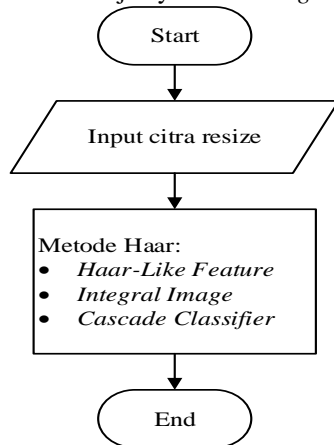 Start
Input citra resize
Metode Haar:
• Haar-Like Feature
• Integral Image
• Cascade Classifier
End